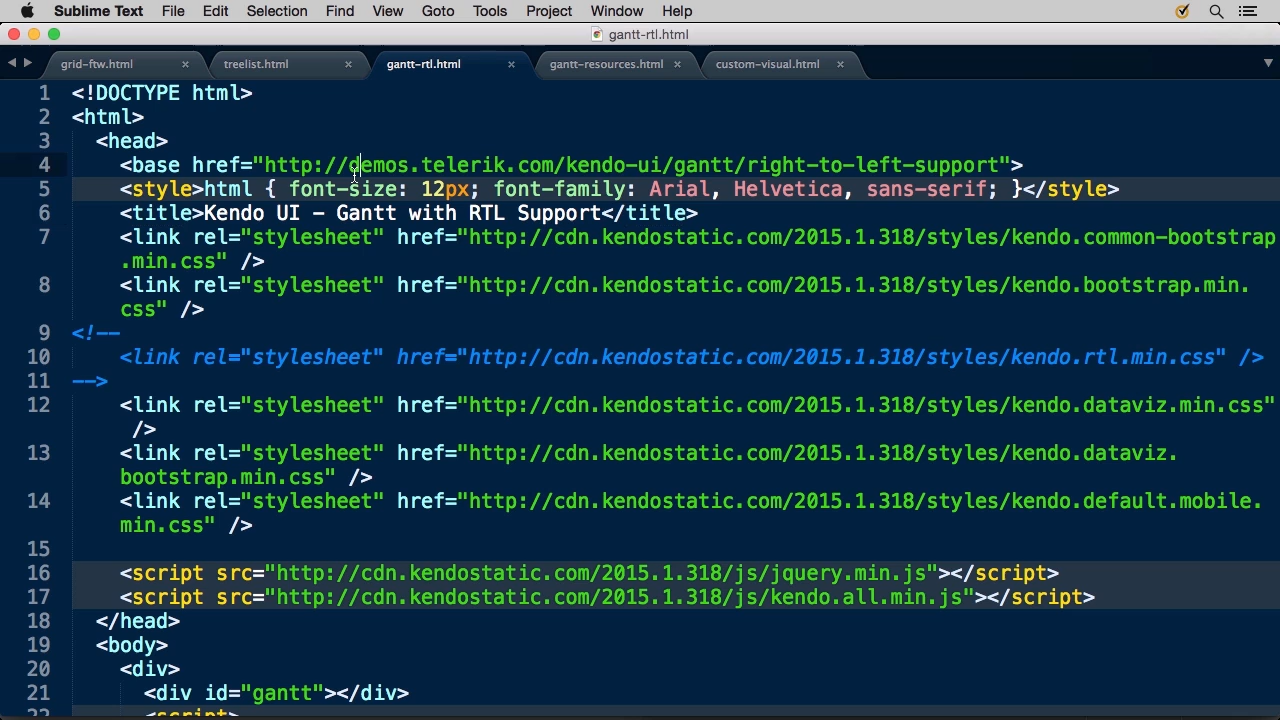 Sublime Text File Edit Selection Find View Goto Tools Project Window Help
gantt-rtl.html
grid-ftw.html × treelist.html × gantt-rtl.html × gantt-resources.html × custom-visual.html ×
1 <!DOCTYPE html>
2 <html>
3 <head>
4 <base href="http://demos.telerik.com/kendo-ui/gantt/right-to-left-support">
5 <style>html { font-size: 12px; font-family: Arial, Helvetica, sans-serif; }</style>
6 <title>Kendo UI - Gantt with RTL Support</title>
7 <link rel="stylesheet" href="http://cdn.kendostatic.com/2015.1.318/styles/kendo.common-bootstrap
.min.css" />
8 <link rel="stylesheet" href="http://cdn.kendostatic.com/2015.1.318/styles/kendo.bootstrap.min.
css" />
9 <!--
10 <link rel="stylesheet" href="http://cdn.kendostatic.com/2015.1.318/styles/kendo.rtl.min.css" />
11 -->
12 <link rel="stylesheet" href="http://cdn.kendostatic.com/2015.1.318/styles/kendo.dataviz.min.css"
/>
13 <link rel="stylesheet" href="http://cdn.kendostatic.com/2015.1.318/styles/kendo.dataviz.
bootstrap.min.css" />
14 <link rel="stylesheet" href="http://cdn.kendostatic.com/2015.1.318/styles/kendo.default.mobile.
min.css" />
15
16 <script src="http://cdn.kendostatic.com/2015.1.318/js/jquery.min.js"></script>
17 <script src="http://cdn.kendostatic.com/2015.1.318/js/kendo.all.min.js"></script>
18 </head>
19 <body>
20 <div>
21 <div id="gantt"></div>
22 <script>